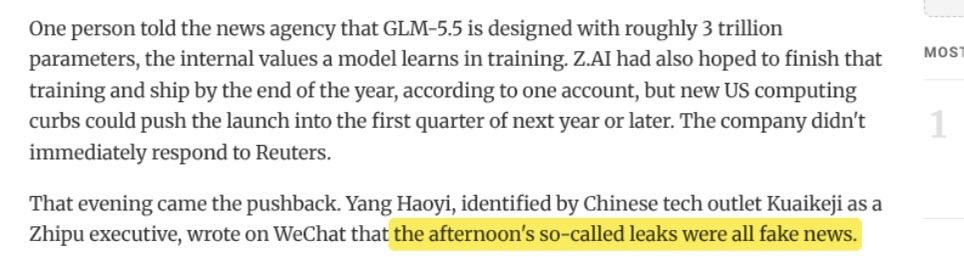 One person told the news agency that GLM-5.5 is designed with roughly 3 trillion
parameters, the internal values a model learns in training. Z.AI had also hoped to finish that
training and ship by the end of the year, according to one account, but new US computing
curbs could push the launch into the first quarter of next year or later. The company didn't
immediately respond to Reuters.
That evening came the pushback. Yang Haoyi, identified by Chinese tech outlet Kuaikeji as a
Zhipu executive, wrote on WeChat that the afternoon's so-called leaks were all fake news.
MOST
1